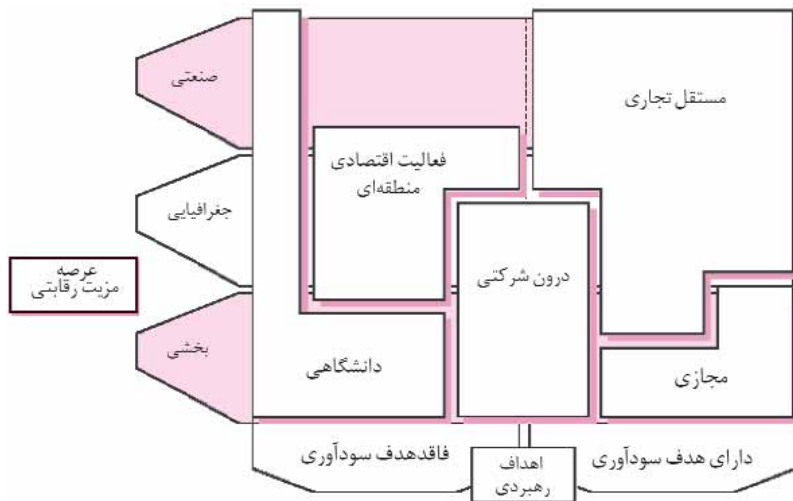 صنعتی
مستقل تجاری
فعالیت اقتصادی
منطقه‌ای
جغرافیایی
درون شرکتی
عرصه
مزیت رقابتی
بخشی
دانشگاهی
مجازی
دارای هدف سودآوری
فاقدهدف سودآوری
اهداف
رهبردی